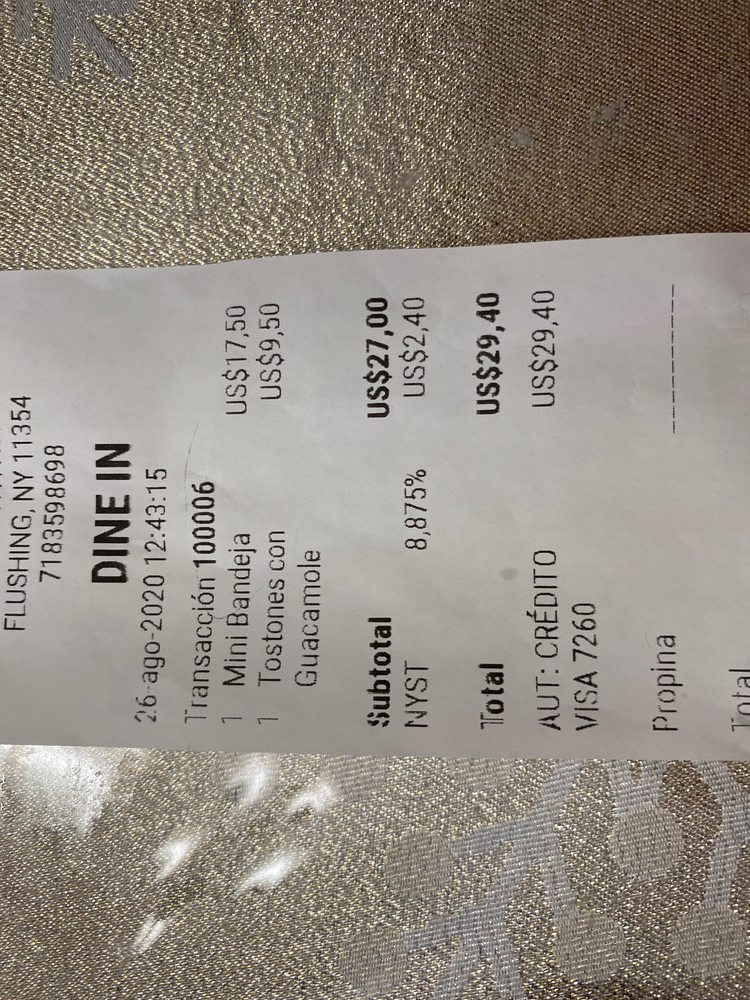 FLUSHING, NY 11354
7183598698
DINE IN
26-ago-2020 12:43:15
Transacción 100006
1 Mini Bandeja US$17,50
1 Tostones con US$9,50
Guacamole
Subtotal US$27,00
NYST 8,875% US$2,40
Total US$29,40
AUT: CRÉDITO US$29,40
VISA 7260
Propina
Total